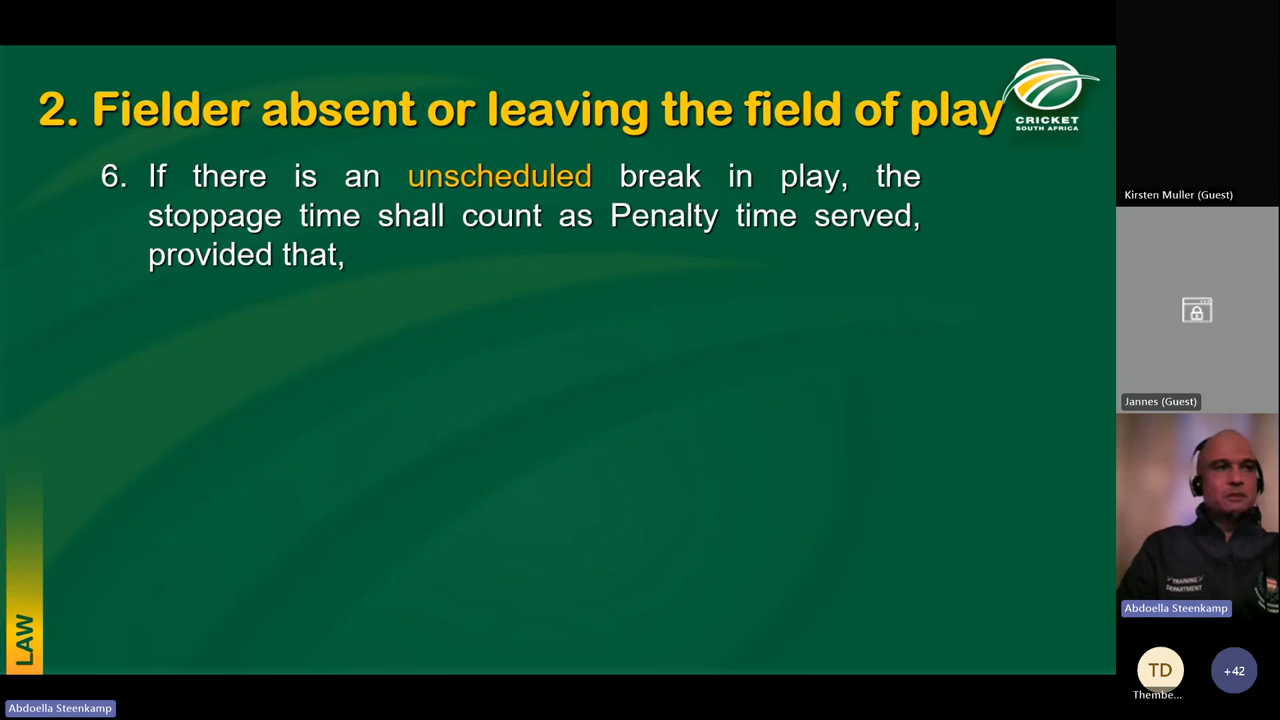 2. Fielder absent or leaving the field of play
CRICKET
SOUTH AFRICA
6. If there is an unscheduled break in play, the
stoppage time shall count as Penalty time served,
provided that,
LAW
Abdoella Steenkamp
Kirsten Muller (Guest)
Jannes (Guest)
TRAINING
DEPARTMENT
Abdoella Steenkamp
TD
+42
Thembe...